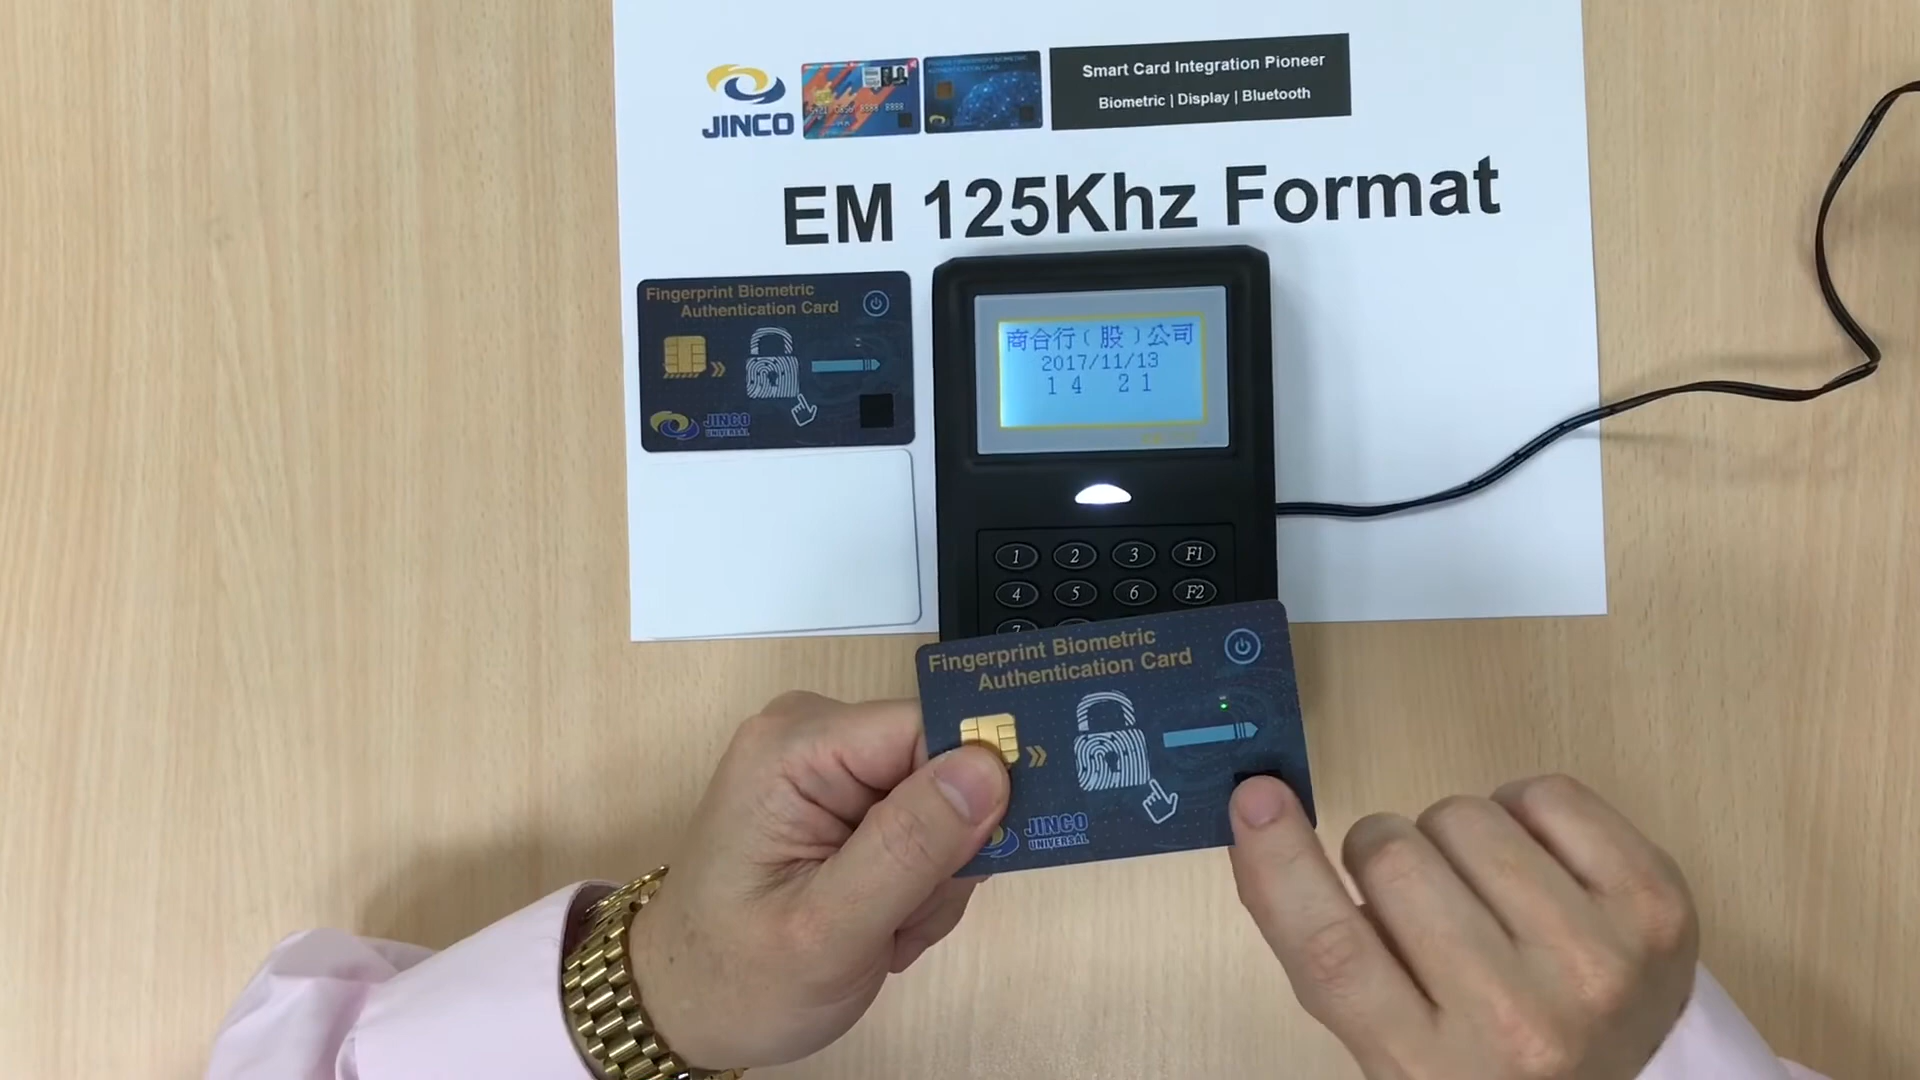 JINCO
Smart Card Integration Pioneer
Biometric | Display | Bluetooth
EM 125Khz Format
Fingerprint Biometric
Authentication Card
JINCO
UNIVERSAL
商合行(股)公司
2017/11/13
14 21
1 2 3 F1
4 5 6 F2
7
Fingerprint Biometric
Authentication Card
JINCO
UNIVERSAL